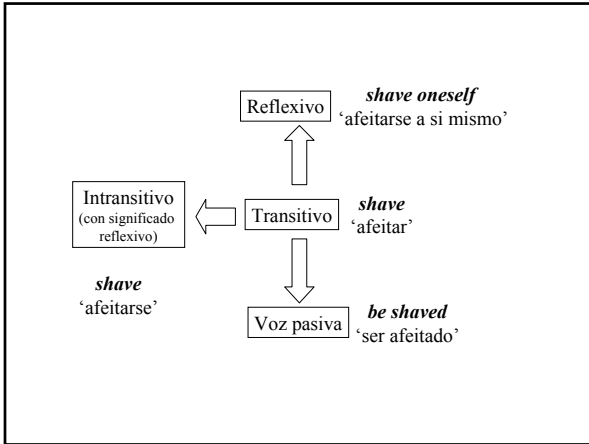 Reflexivo
shave oneself
‘afeitarse a si mismo’
Intransitivo
(con significado
reflexivo)
Transitivo
shave
‘afeitar’
shave
‘afeitarse’
Voz pasiva
be shaved
‘ser afeitado’